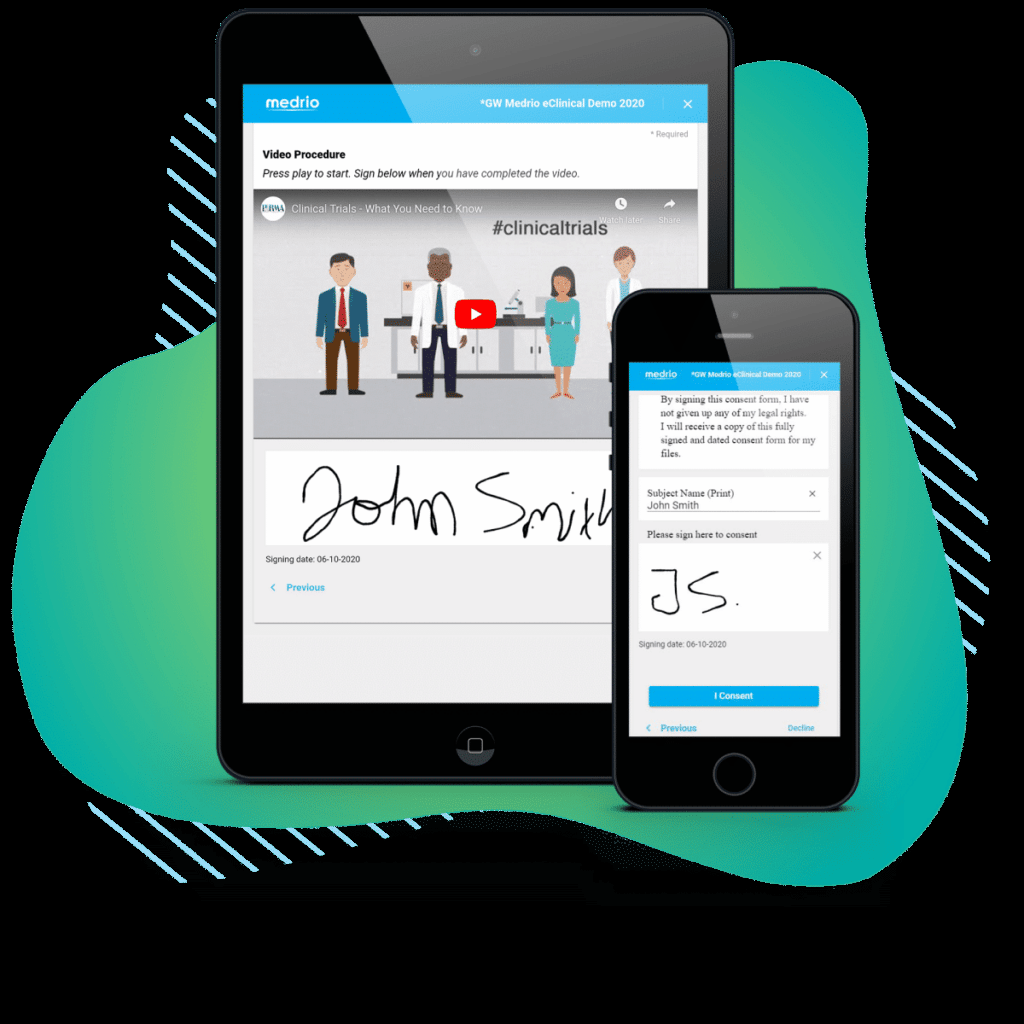 medrio
*GW Medrio eClinical Demo 2020
* Required
Video Procedure
Press play to start. Sign below when you have completed the video.
Clinical Trials - What You Need to Know
Watch later
Share
#clinicaltrials
John Smith
Signing date: 06-10-2020
Previous
medrio
*GW Medrio eClinical Demo 2020
By signing this consent form, I have
not given up any of my legal rights.
I will receive a copy of this fully
signed and dated consent form for my
files.
Subject Name (Print)
John Smith
Please sign here to consent
JS.
Signing date: 06-10-2020
I Consent
Previous
Decline